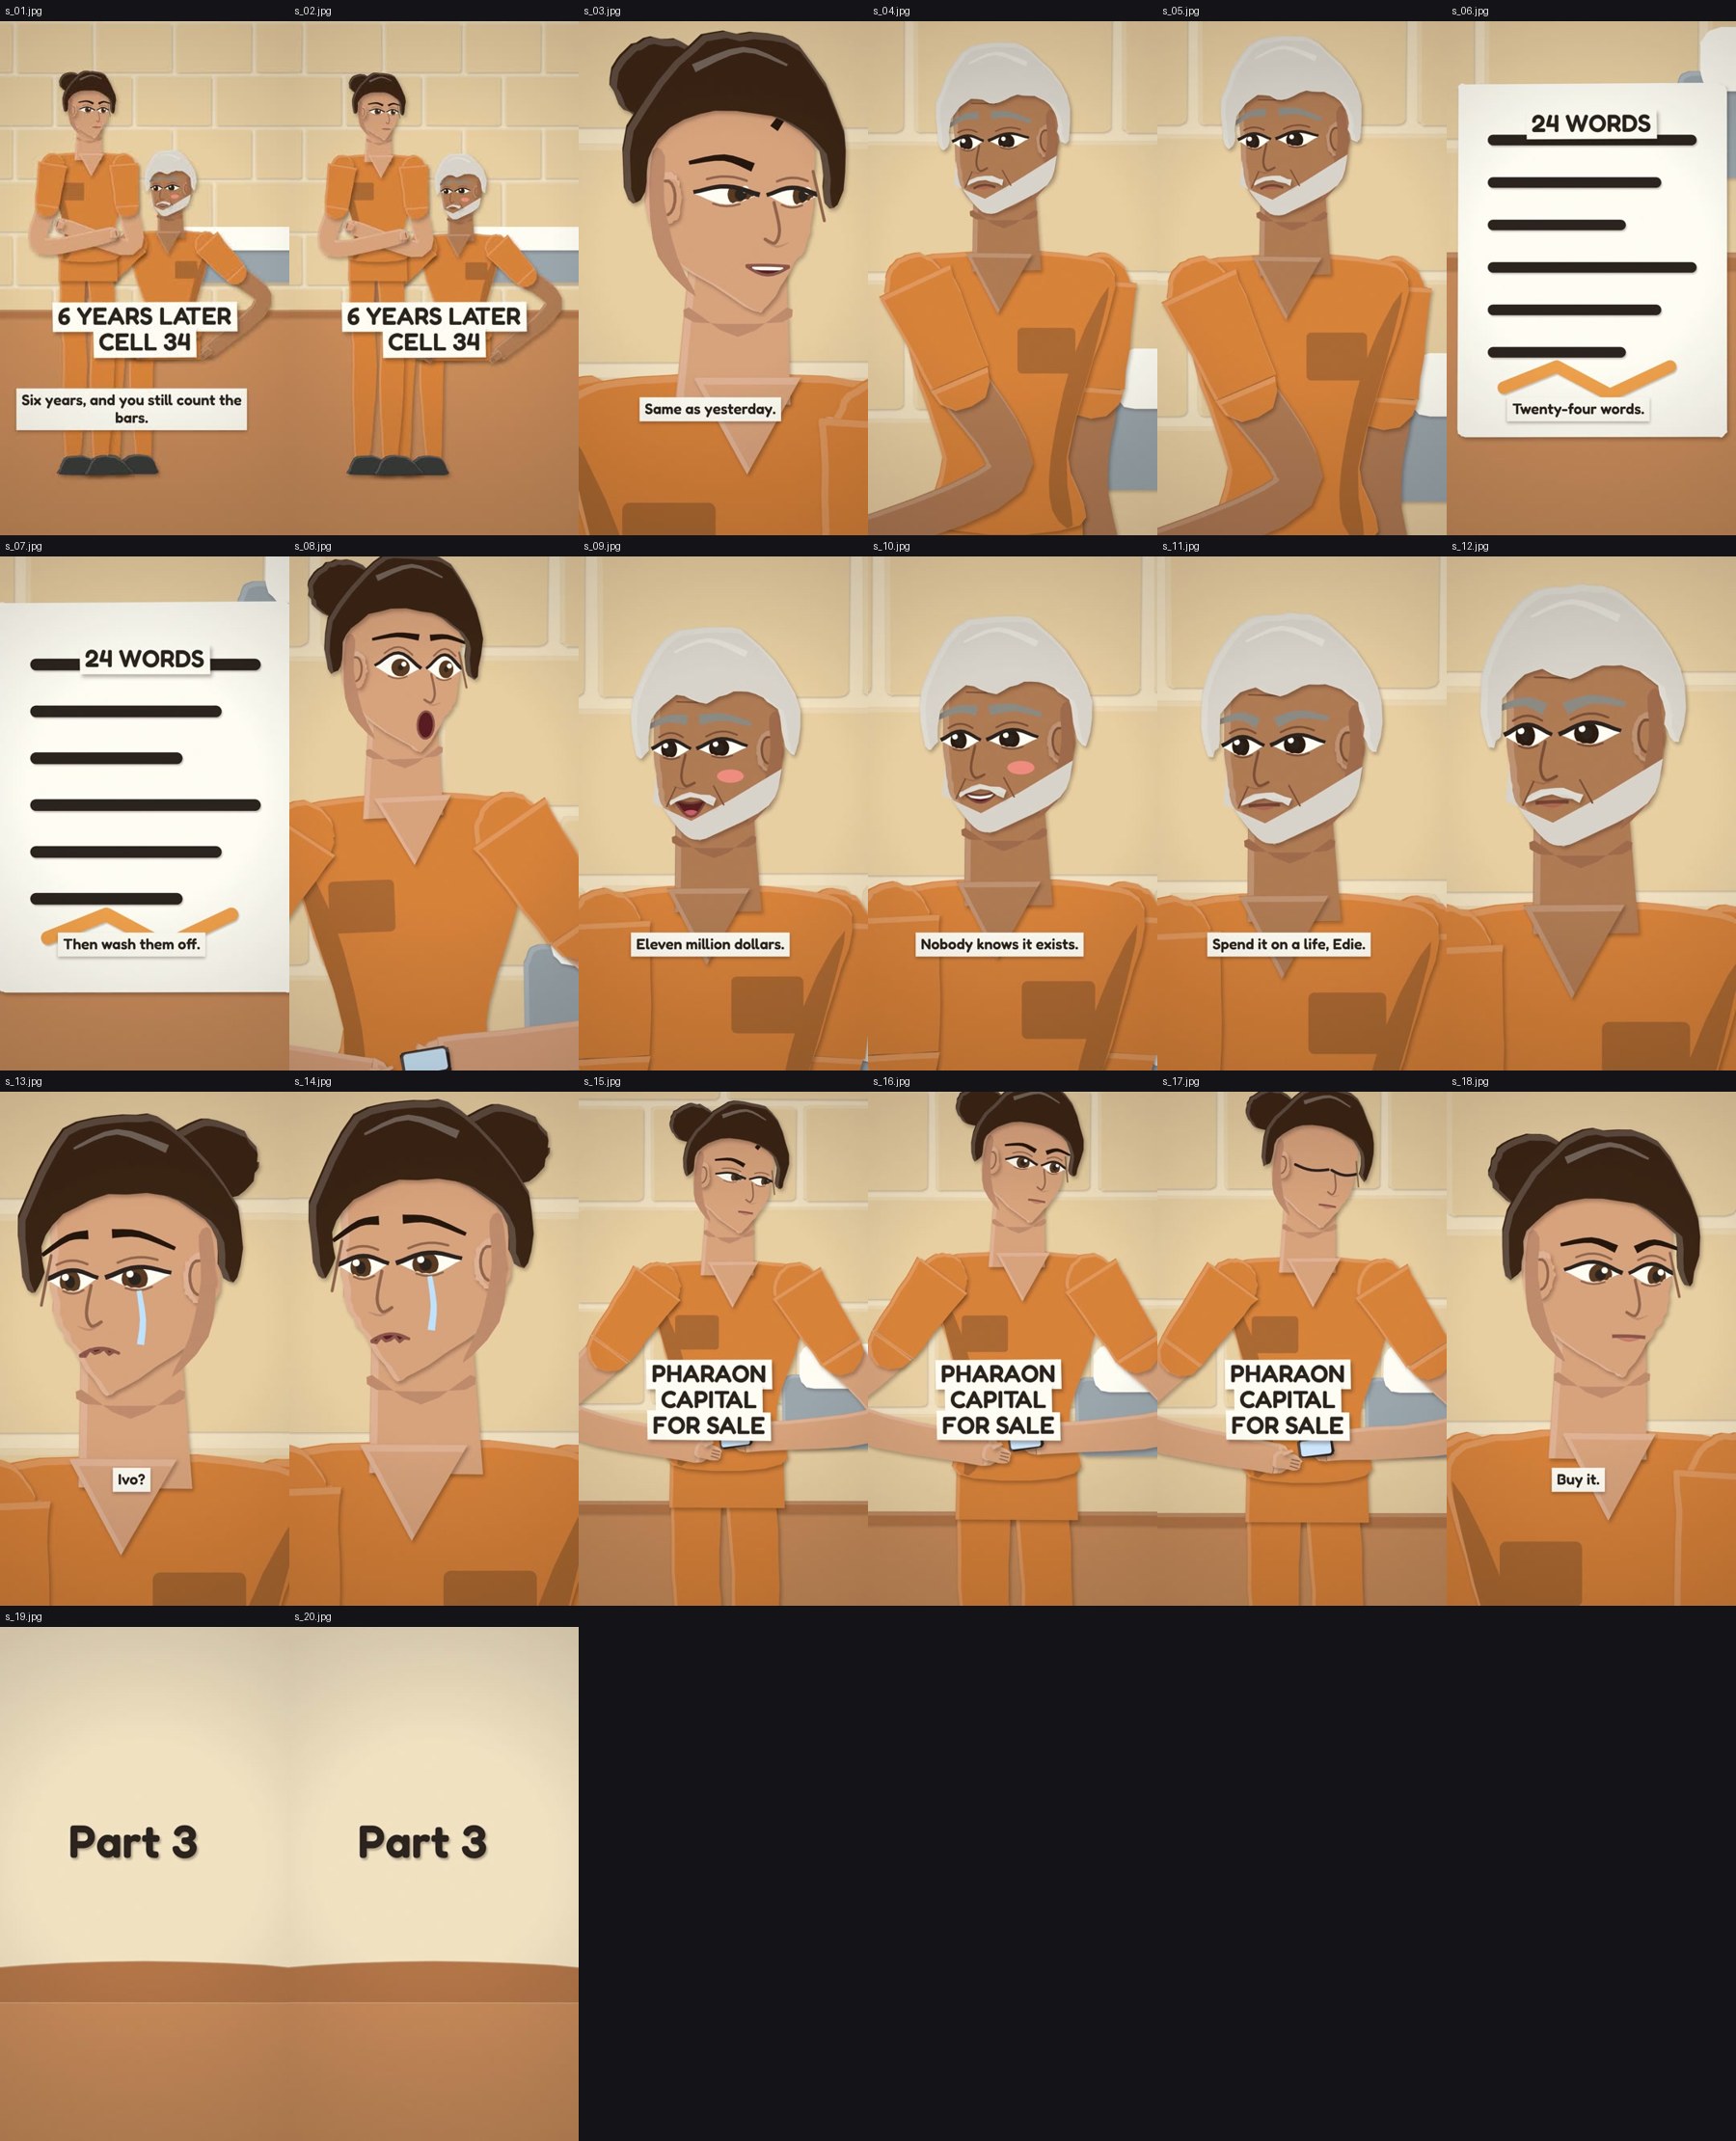 s_01.jpg
s_02.jpg
s_03.jpg
s_04.jpg
s_05.jpg
s_06.jpg
6 YEARS LATER
CELL 34
Six years, and you still count the
bars.
6 YEARS LATER
CELL 34
Same as yesterday.
24 WORDS
Twenty-four words.
s_07.jpg
s_08.jpg
s_09.jpg
s_10.jpg
s_11.jpg
s_12.jpg
24 WORDS
Then wash them off.
Eleven million dollars.
Nobody knows it exists.
Spend it on a life, Edie.
s_13.jpg
s_14.jpg
s_15.jpg
s_16.jpg
s_17.jpg
s_18.jpg
Ivo?
PHARAON
CAPITAL
FOR SALE
PHARAON
CAPITAL
FOR SALE
PHARAON
CAPITAL
FOR SALE
Buy it.
s_19.jpg
s_20.jpg
Part 3
Part 3